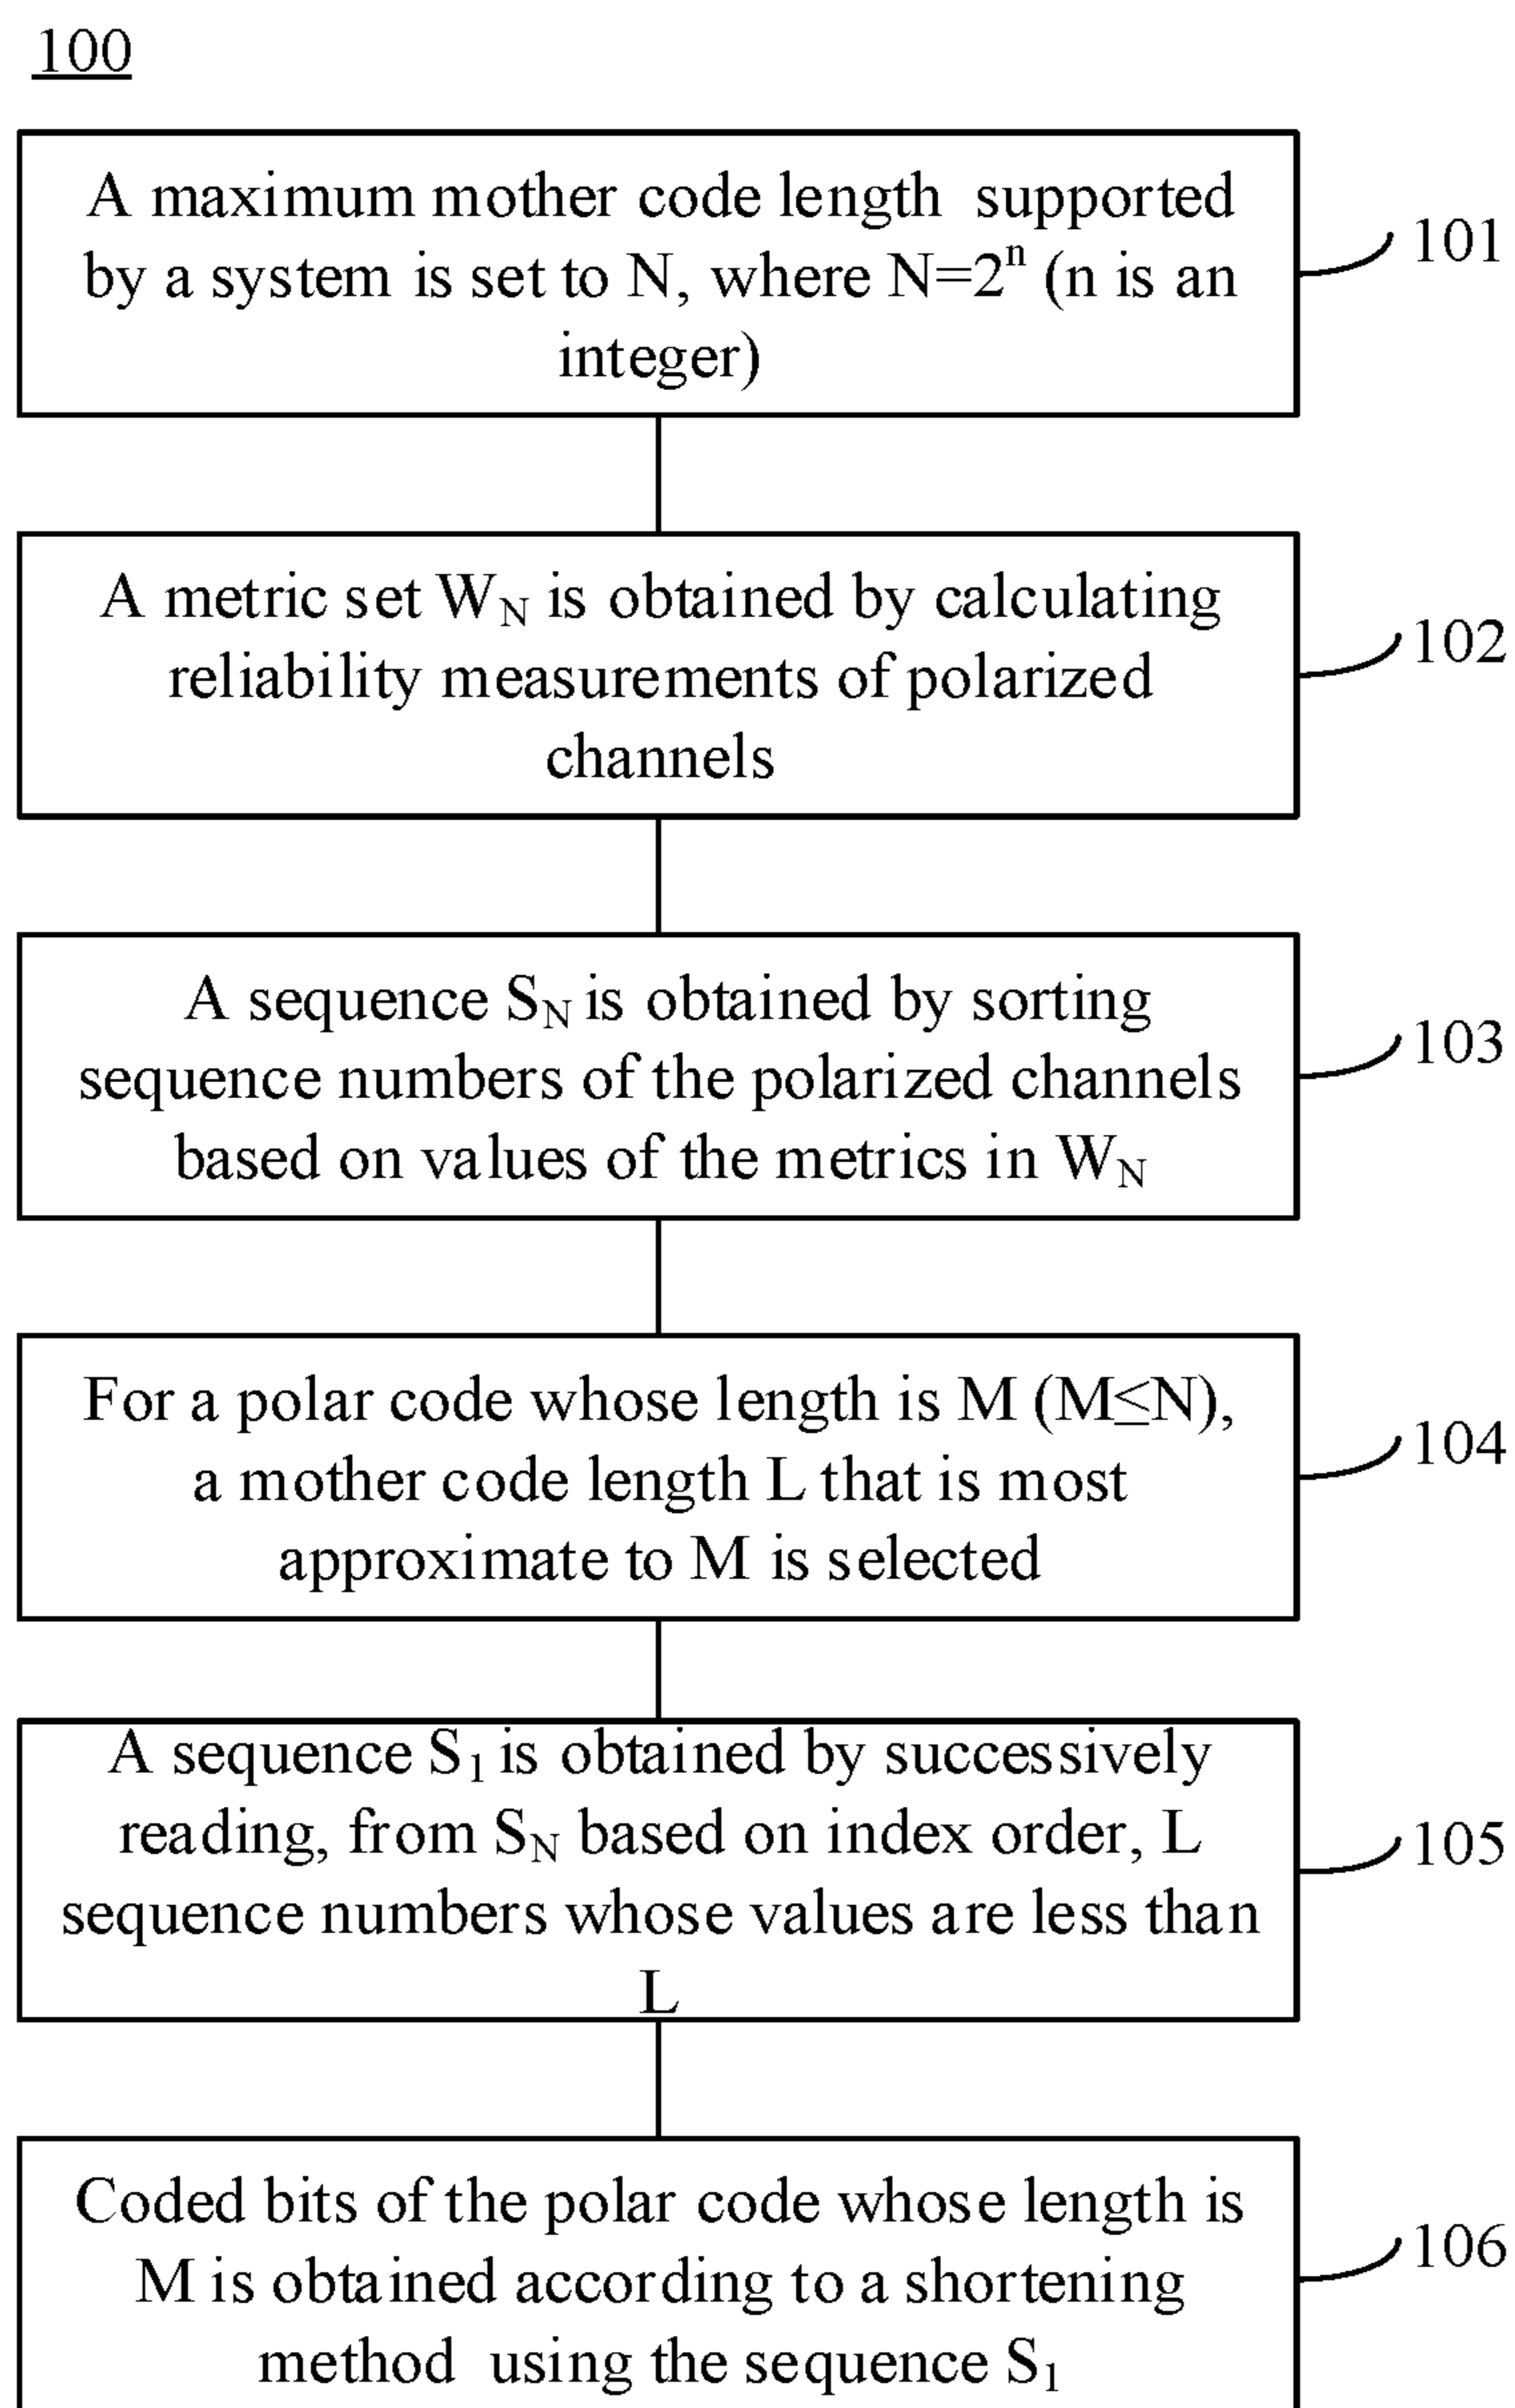 100
A maximum mother code length supported
by a system is set to N, where N=2ⁿ (n is an
integer)
101
A metric set W_N is obtained by calculating
reliability measurements of polarized
channels
102
A sequence S_N is obtained by sorting
sequence numbers of the polarized channels
based on values of the metrics in W_N
103
For a polar code whose length is M (M≤N),
a mother code length L that is most
approximate to M is selected
104
A sequence S₁ is obtained by successively
reading, from S_N based on index order, L
sequence numbers whose values are less than
L
105
Coded bits of the polar code whose length is
M is obtained according to a shortening
method using the sequence S₁
106